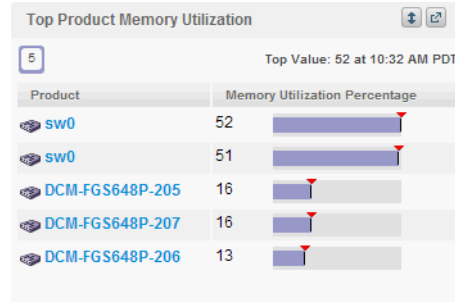 Top Product Memory Utilization
5
Top Value: 52 at 10:32 AM PDT
Product Memory Utilization Percentage
sw0 52
sw0 51
DCM-FGS648P-205 16
DCM-FGS648P-207 16
DCM-FGS648P-206 13